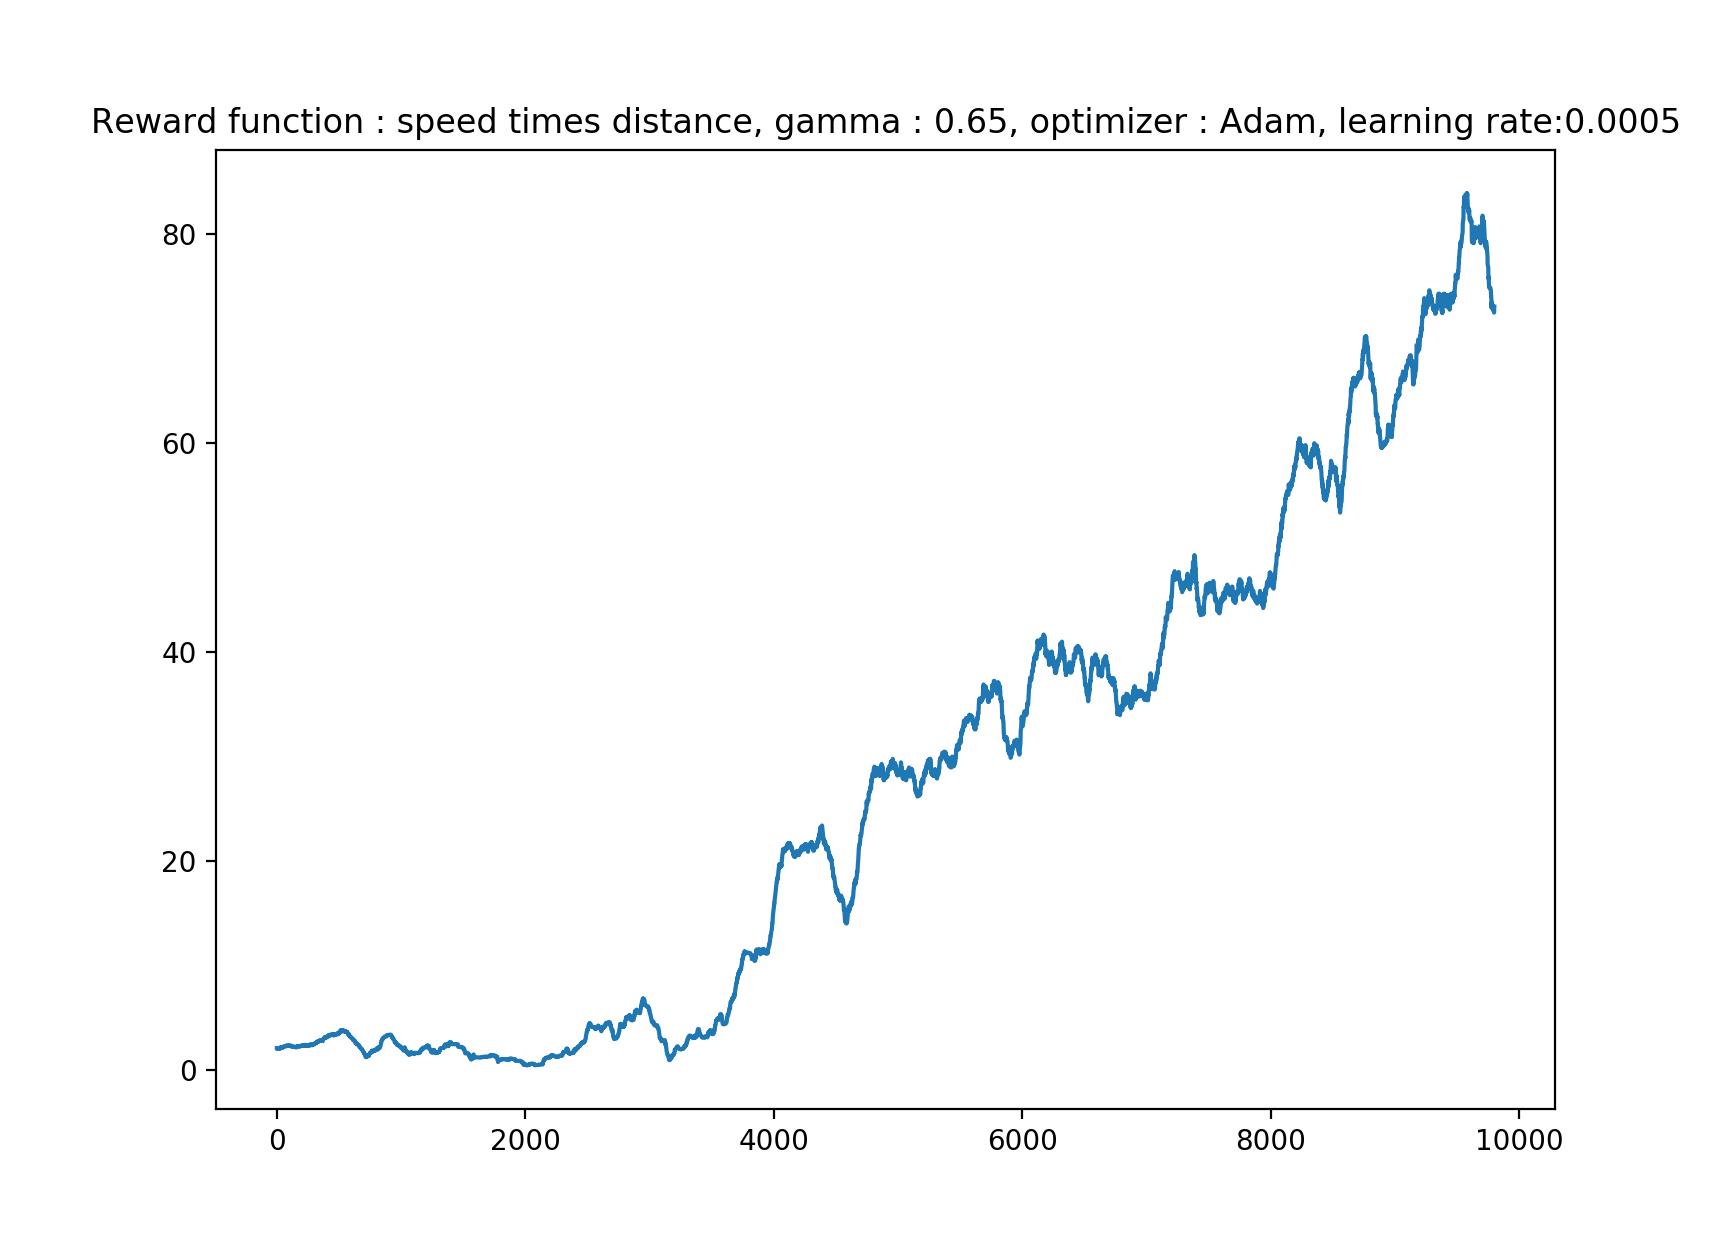 Reward function : speed times distance, gamma : 0.65, optimizer : Adam, learning rate:0.0005
80
60
40
20
0
0 2000 4000 6000 8000 10000